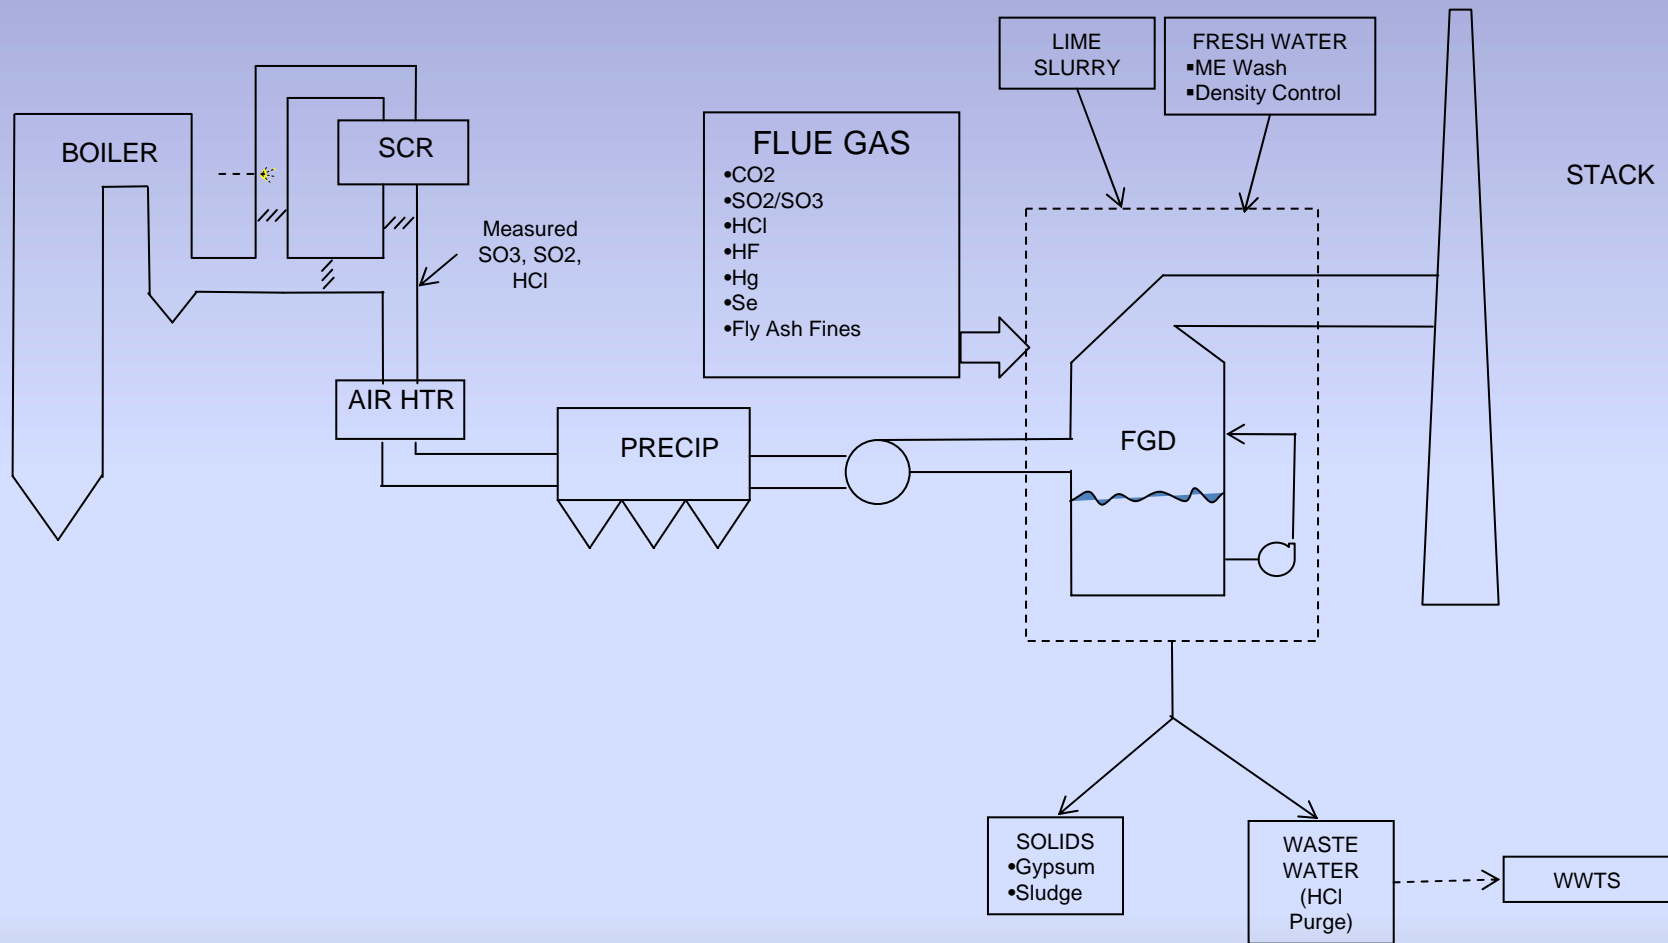 LIME
SLURRY
FRESH WATER
▪ME Wash
▪Density Control
BOILER
SCR
FLUE GAS
•CO2
•SO2/SO3
•HCl
•HF
•Hg
•Se
•Fly Ash Fines
STACK
Measured
SO3, SO2,
HCl
AIR HTR
PRECIP
FGD
SOLIDS
•Gypsum
•Sludge
WASTE
WATER
(HCl
Purge)
WWTS